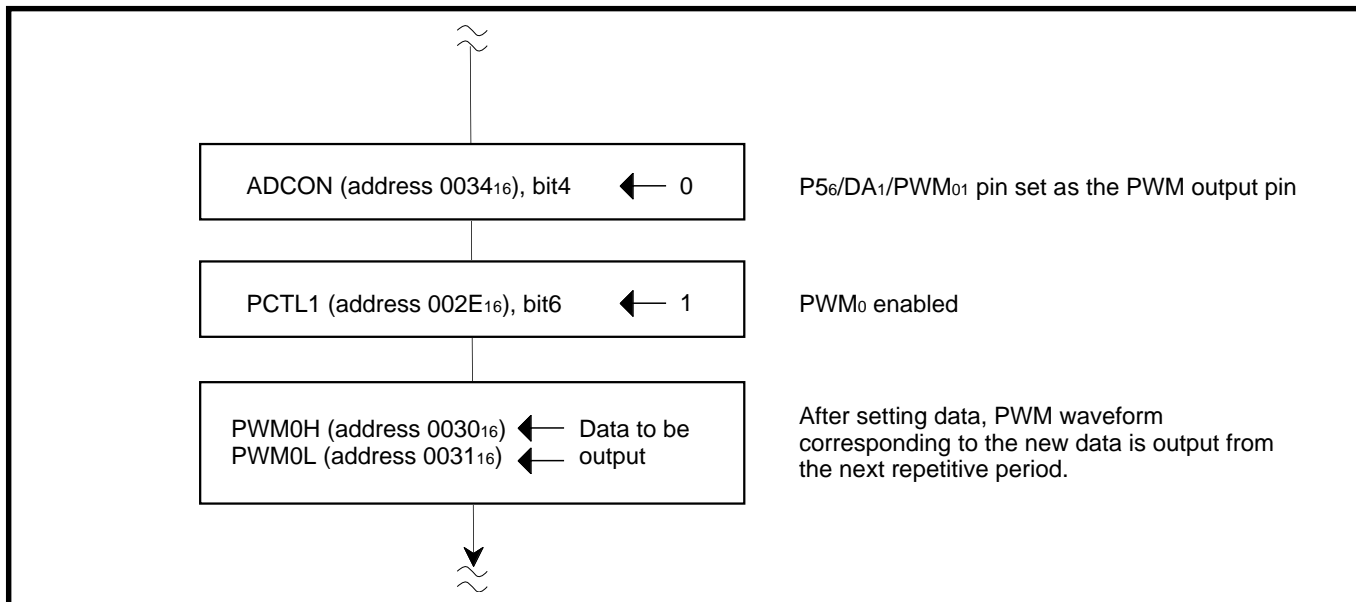 ADCON (address 0034₁₆), bit4 ← 0
P5₆/DA₁/PWM₀₁ pin set as the PWM output pin
PCTL1 (address 002E₁₆), bit6 ← 1
PWM₀ enabled
PWM0H (address 0030₁₆) ← Data to be
PWM0L (address 0031₁₆) ← output
After setting data, PWM waveform
corresponding to the new data is output from
the next repetitive period.